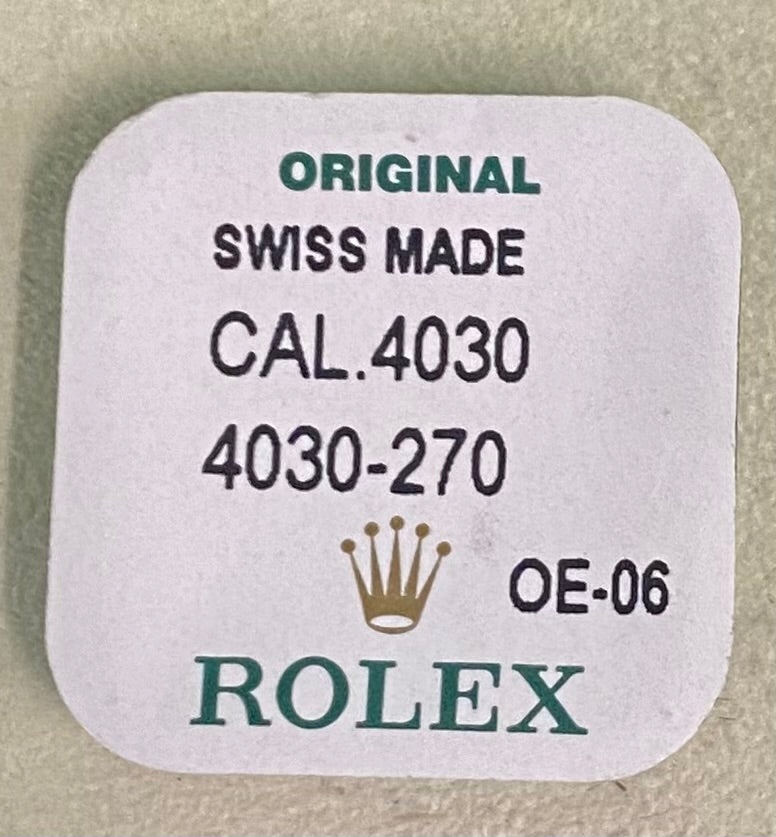 ORIGINAL
SWISS MADE
CAL.4030
4030-270
OE-06
ROLEX